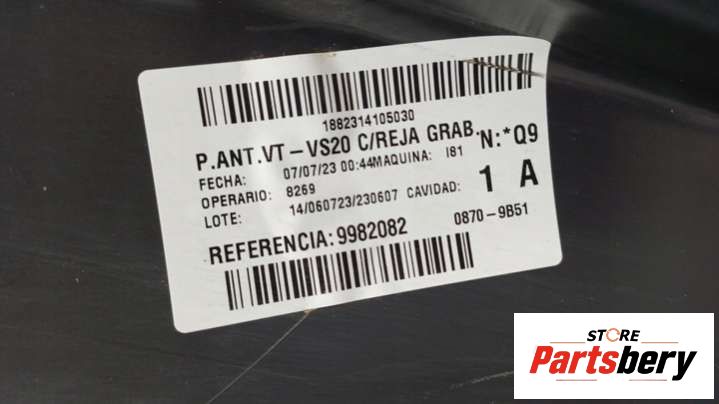 1882314105030
P.ANT.VT-VS20 C/REJA GRAB. N:*Q9
FECHA: 07/07/23 00:44MAQUINA: I81
OPERARIO: 8269
LOTE: 14/060723/230607 CAVIDAD: 1 A
REFERENCIA: 9982082 0870-9B51
STORE
Partsbery